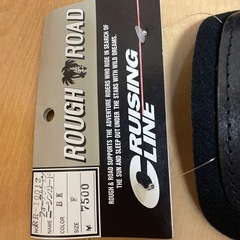 ROUGH ROAD
CRUISING LINE
ROUGH & ROAD SUPPORTS THE ADVENTURE RIDERS WHO RIDE IN SEARCH OF
THE SUN AND SLEEP OUT UNDER THE STARS WITH WILD DREAMS.
NAME
COLOR
BK
SIZE
F
¥
7500